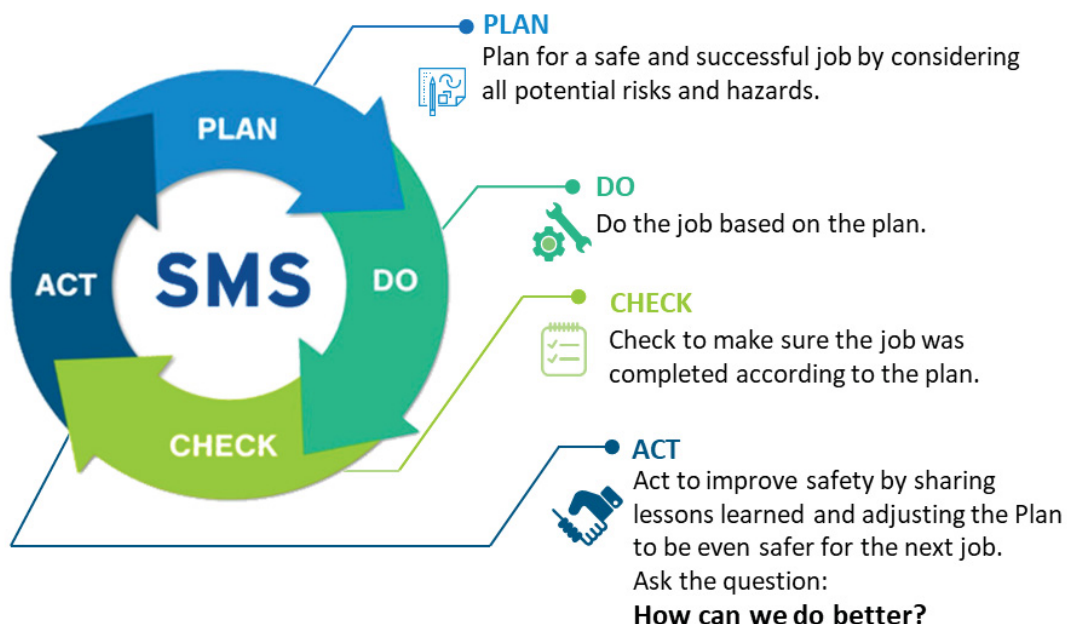 PLAN
Plan for a safe and successful job by considering
all potential risks and hazards.
PLAN
DO
Do the job based on the plan.
ACT
SMS
DO
CHECK
Check to make sure the job was
completed according to the plan.
CHECK
ACT
Act to improve safety by sharing
lessons learned and adjusting the Plan
to be even safer for the next job.
Ask the question:
How can we do better?